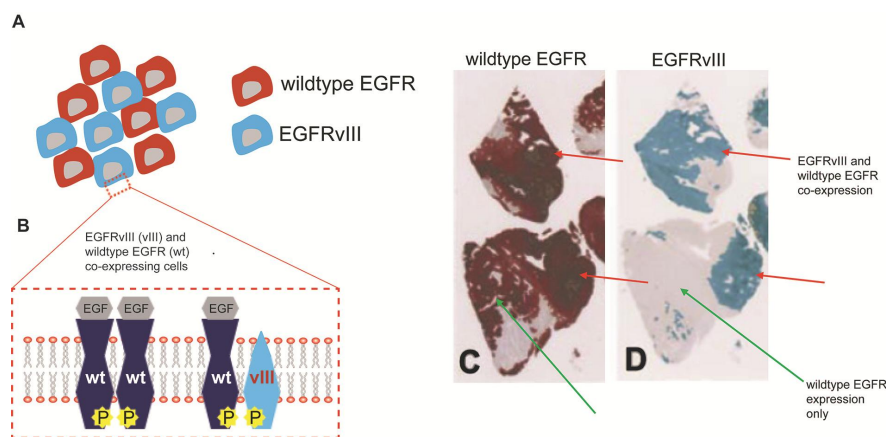 A
wildtype EGFR
EGFRvIII
B
EGFRvIII (vIII) and
wildtype EGFR (wt)
co-expressing cells
EGF
EGF
EGF
wt
wt
wt
vIII
P
P
P
P
wildtype EGFR
EGFRvIII
EGFRvIII and
wildtype EGFR
co-expression
C
D
wildtype EGFR
expression
only